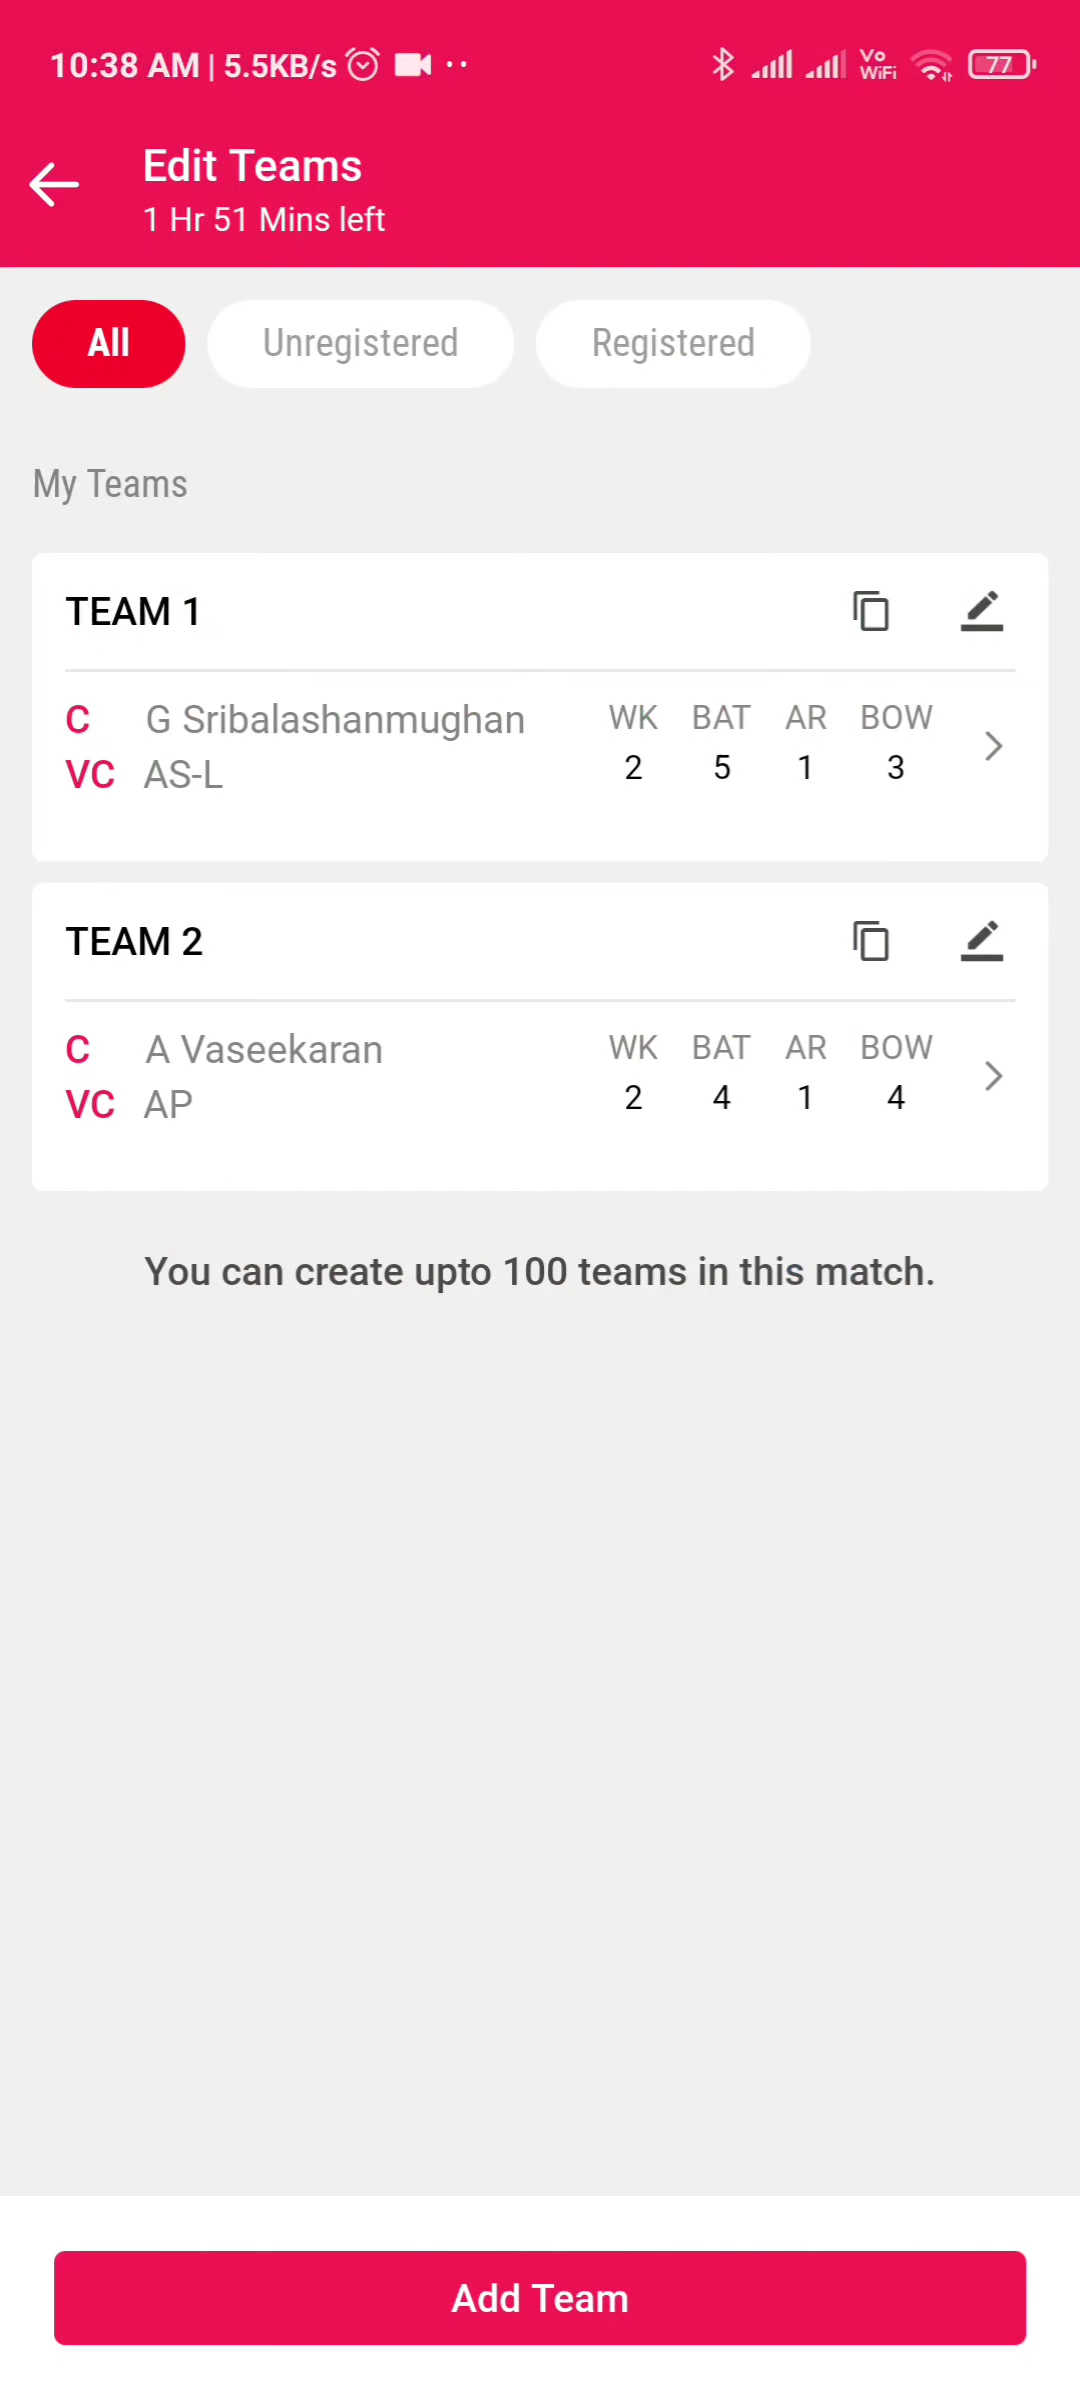 10:38 AM | 5.5KB/s Vo WiFi 77
Edit Teams
1 Hr 51 Mins left
All Unregistered Registered
My Teams
TEAM 1
C G Sribalashanmughan WK BAT AR BOW
VC AS-L 2 5 1 3
TEAM 2
C A Vaseekaran WK BAT AR BOW
VC AP 2 4 1 4
You can create upto 100 teams in this match.
Add Team